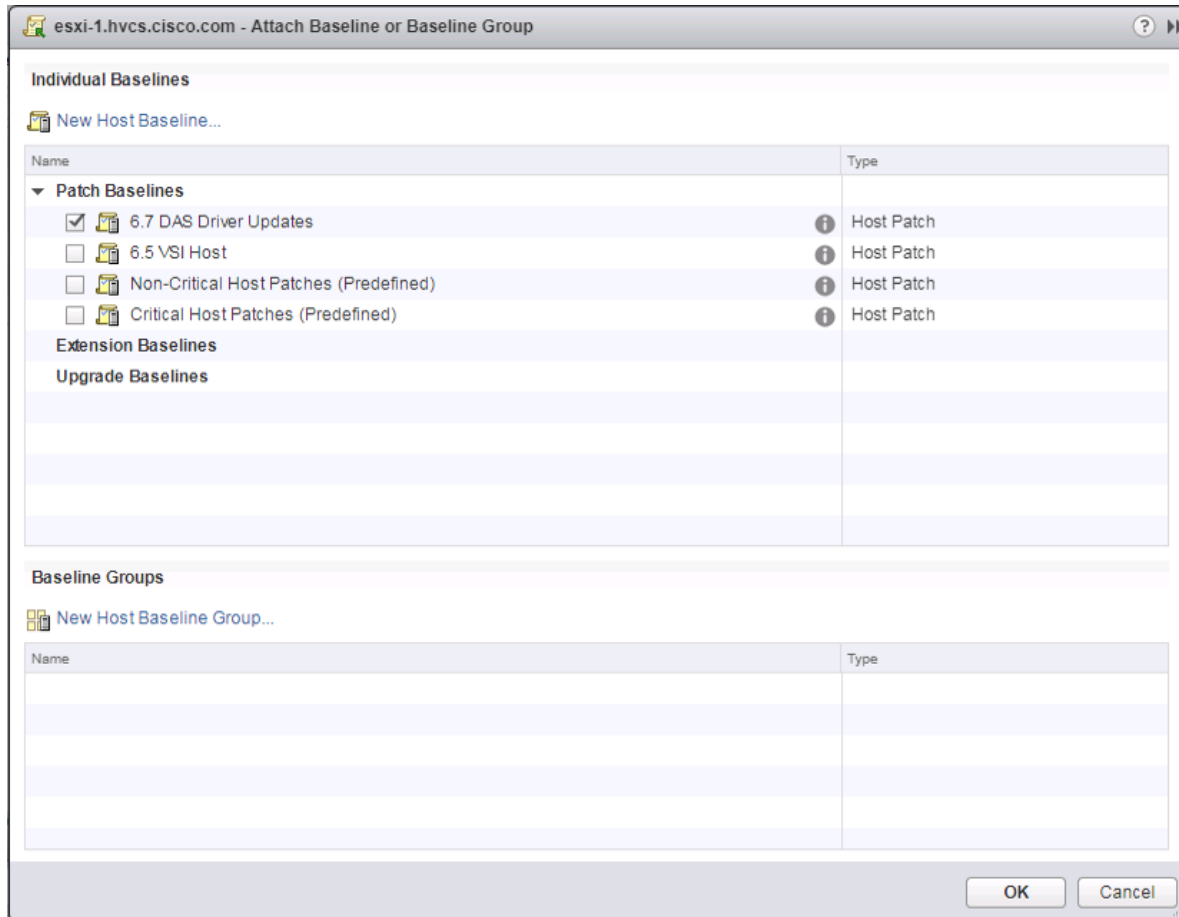 esxi-1.hvcs.cisco.com - Attach Baseline or Baseline Group
Individual Baselines
New Host Baseline...
Name Type
Patch Baselines
6.7 DAS Driver Updates Host Patch
6.5 VSI Host Host Patch
Non-Critical Host Patches (Predefined) Host Patch
Critical Host Patches (Predefined) Host Patch
Extension Baselines
Upgrade Baselines
Baseline Groups
New Host Baseline Group...
Name Type
OK Cancel